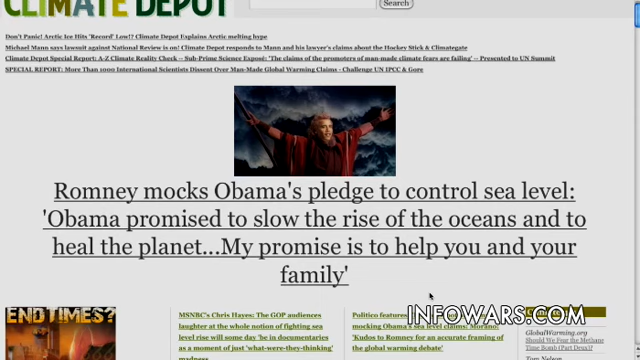 CLIMATE DEPOT
Search
Don't Panic! Arctic Ice Hits 'Record' Low!? Climate Depot Explains Arctic melting hype
Michael Mann says lawsuit against National Review is on! Climate Depot responds to Mann and his lawyer's claims about the Hockey Stick & Climategate
Climate Depot Special Report: A-Z Climate Reality Check -- Sub-Prime Science Exposé: 'The claims of the promoters of man-made climate fears are failing' -- Presented to UN Summit
SPECIAL REPORT: More Than 1000 International Scientists Dissent Over Man-Made Global Warming Claims - Challenge UN IPCC & Gore
Romney mocks Obama's pledge to control sea level:
'Obama promised to slow the rise of the oceans and to
heal the planet...My promise is to help you and your
family'
END TIMES?
MSNBC's Chris Hayes: The GOP audiences
laughter at the whole notion of fighting sea
level rise will some day 'be in documentaries
as a moment of just 'what-were-they-thinking'
madness
Politico features
mocking Obama's sea level claims: Morano:
'Kudos to Romney for an accurate framing of
the global warming debate'
INFOWARS.COM
GlobalWarming.org
Should We Fear the Methane
Time Bomb (Part Deux)?
Tom Nelson